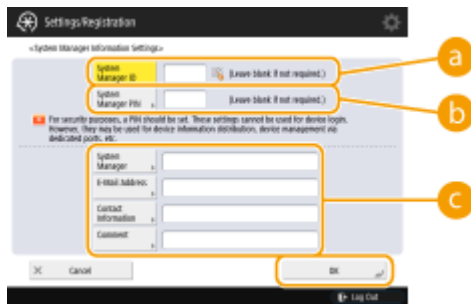 Settings/Registration
<System Manager Information Settings>
System
Manager ID
(Leave blank if not required.)
a
System
Manager PIN
(Leave blank if not required.)
b
For security purposes, a PIN should be set. These settings cannot be used for device login.
However, they may be used for device information distribution, device management via
dedicated ports, etc.
System
Manager
E-Mail Address
Contact
Information
Comment
c
Cancel
OK
Log Out